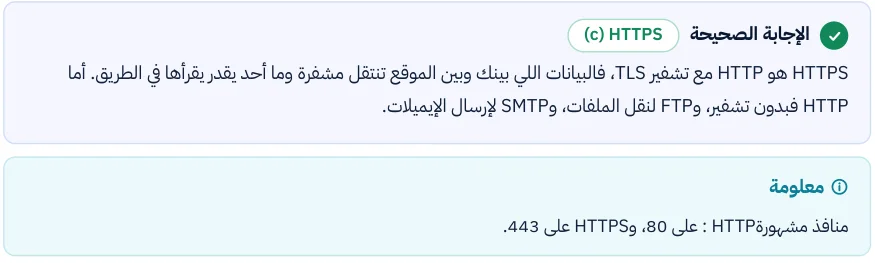 الإجابة الصحيحة (c) HTTPS
HTTPS هو HTTP مع تشفير TLS، فالبيانات اللي بينك وبين الموقع تنتقل مشفرة وما أحد يقدر يقرأها في الطريق. أما
HTTP فبدون تشفير، وFTP لنقل الملفات، وSMTP لإرسال الإيميلات.
معلومة
منافذ مشهورةHTTP : على 80، وHTTPS على 443.